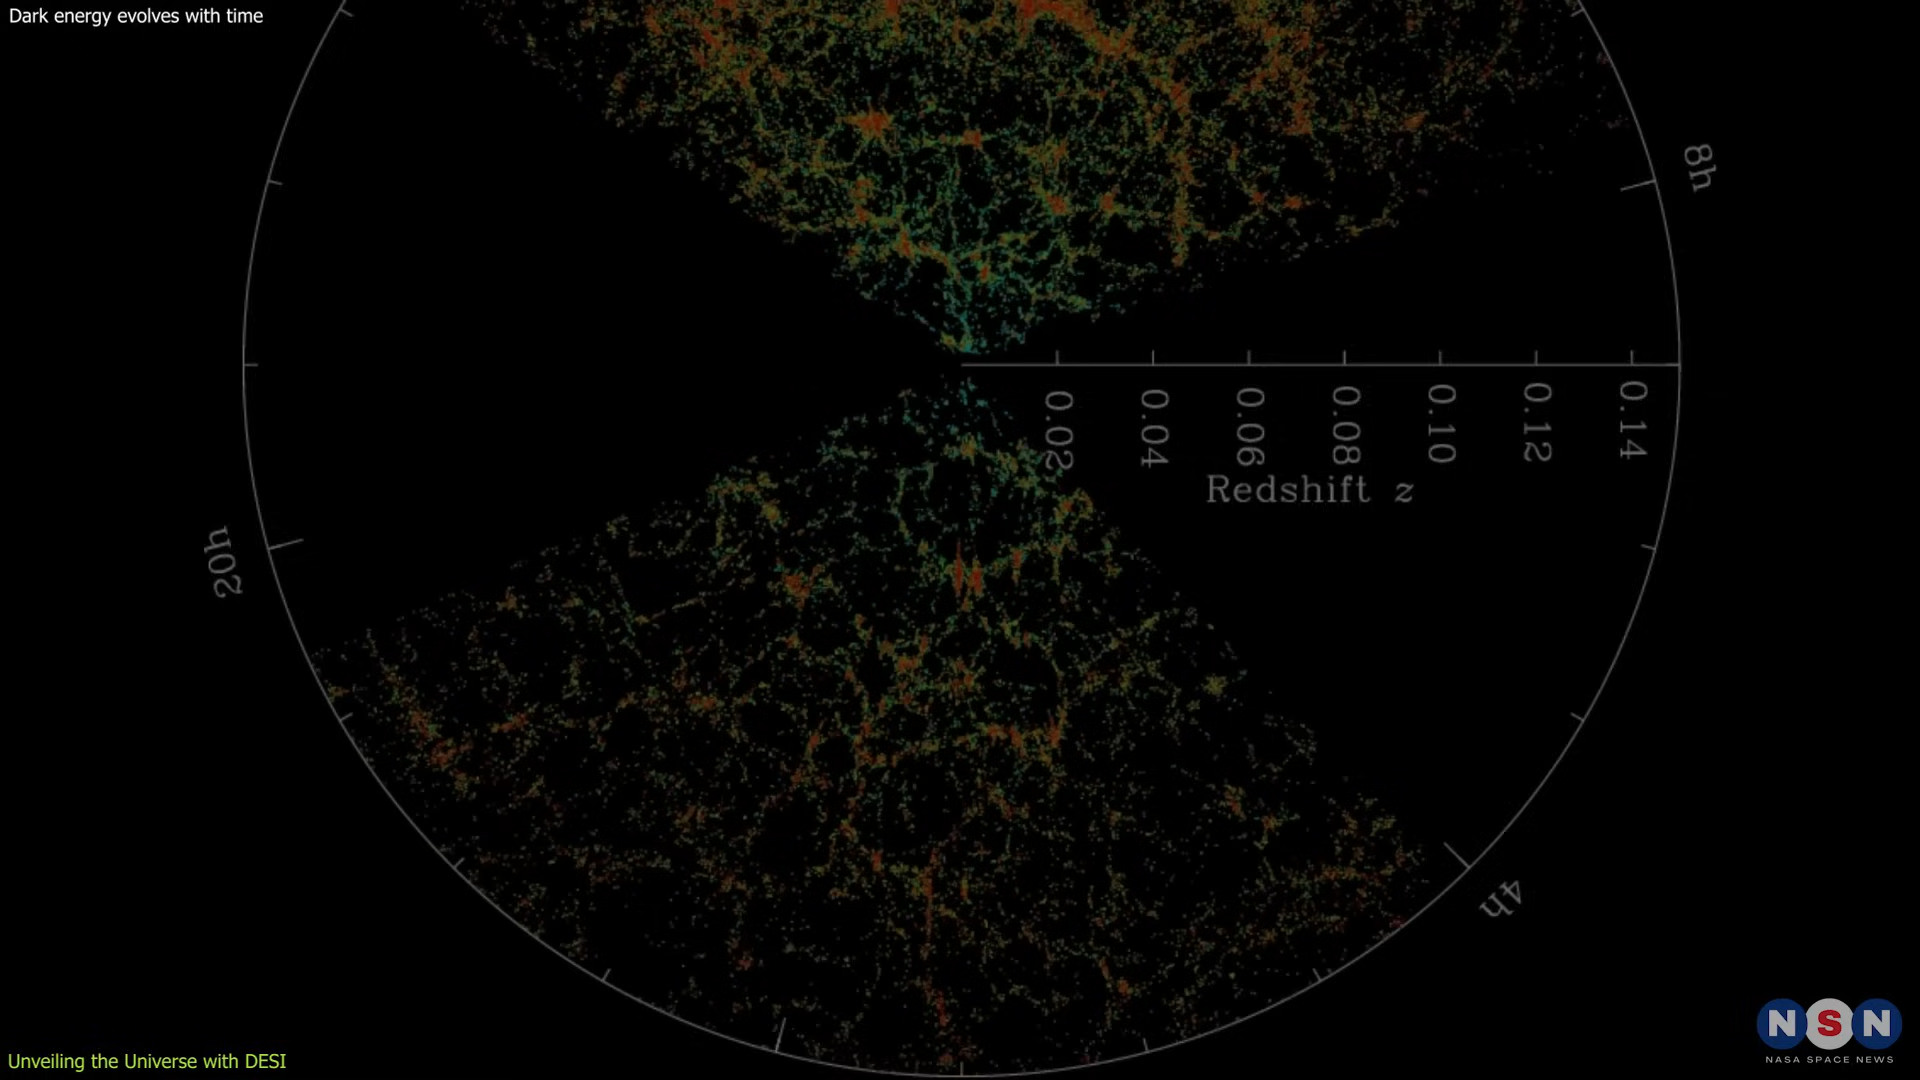 Dark energy evolves with time
8h
0.02
0.04
0.06
0.08
0.10
0.12
0.14
Redshift z
20h
4h
Unveiling the Universe with DESI
NSN
NASA SPACE NEWS